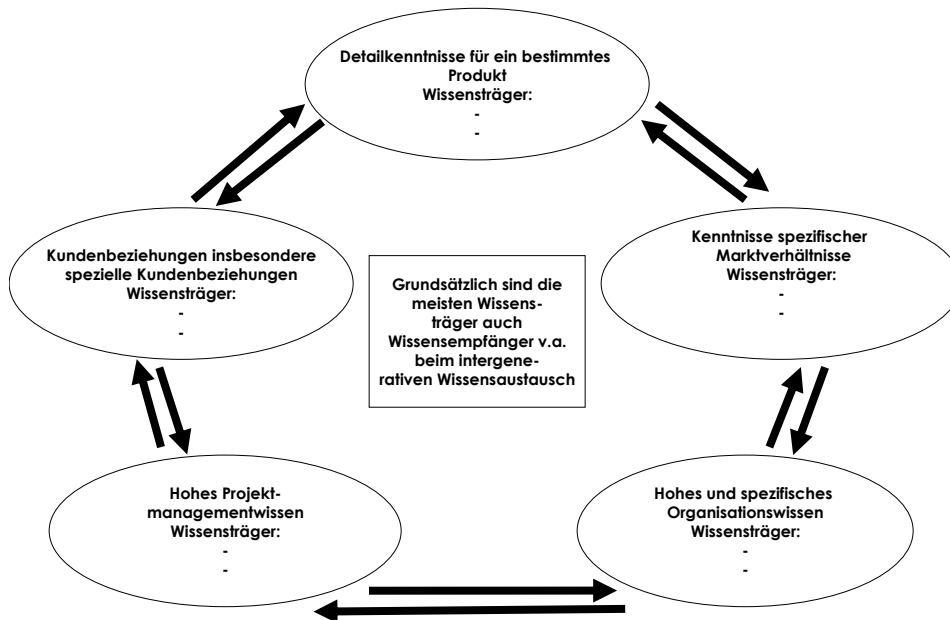 Detailkenntnisse für ein bestimmtes
Produkt
Wissensträger:
-
-
Kundenbeziehungen insbesondere
spezielle Kundenbeziehungen
Wissensträger:
-
-
Grundsätzlich sind die
meisten Wissens-
träger auch
Wissensempfänger v.a.
beim intergene-
rativen Wissensaustausch
Kenntnisse spezifischer
Marktverhältnisse
Wissensträger:
-
-
Hohes Projekt-
managementwissen
Wissensträger:
-
-
Hohes und spezifisches
Organisationswissen
Wissensträger:
-
-